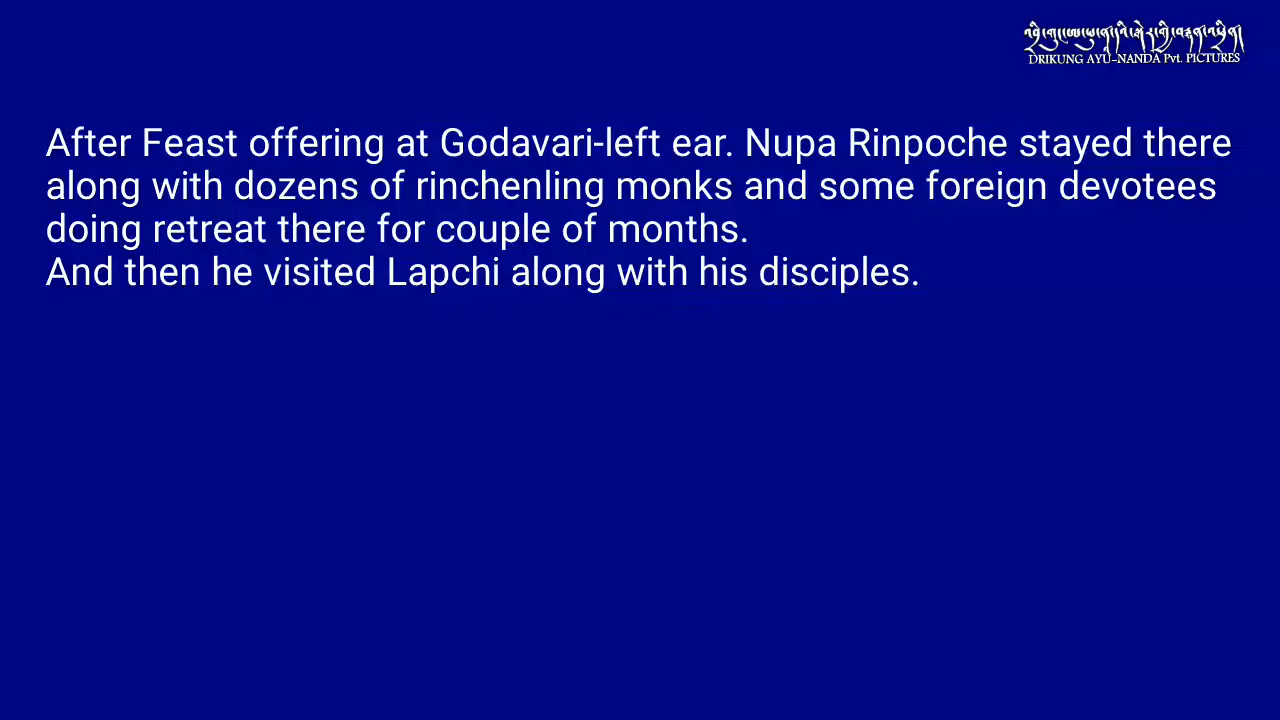 DRIKUNG AYU-NANDA Pvt. PICTURES
After Feast offering at Godavari-left ear. Nupa Rinpoche stayed there
along with dozens of rinchenling monks and some foreign devotees
doing retreat there for couple of months.
And then he visited Lapchi along with his disciples.